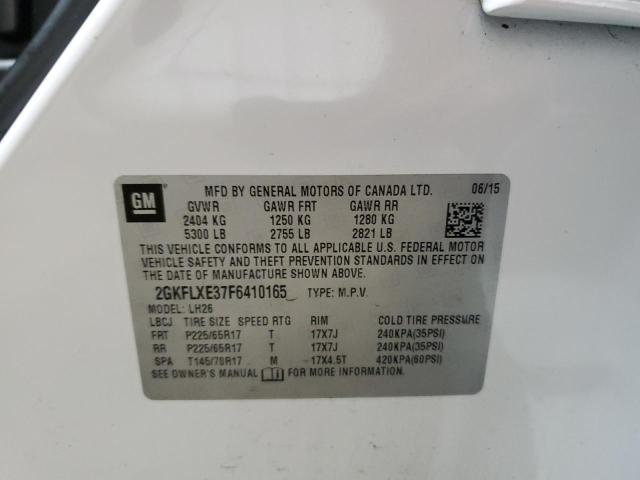 GM
MFD BY GENERAL MOTORS OF CANADA LTD. 06/15
GVWR GAWR FRT GAWR RR
2404 KG 1250 KG 1280 KG
5300 LB 2755 LB 2821 LB
THIS VEHICLE CONFORMS TO ALL APPLICABLE U.S. FEDERAL MOTOR
VEHICLE SAFETY AND THEFT PREVENTION STANDARDS IN EFFECT ON
THE DATE OF MANUFACTURE SHOWN ABOVE.
2GKFLXE37F6410165 TYPE: M.P.V.
MODEL: LH26
LBCJ TIRE SIZE SPEED RTG RIM COLD TIRE PRESSURE
FRT P225/65R17 T 17X7J 240KPA(35PSI)
RR P225/65R17 T 17X7J 240KPA(35PSI)
SPA T145/70R17 M 17X4.5T 420KPA(60PSI)
SEE OWNER'S MANUAL FOR MORE INFORMATION.